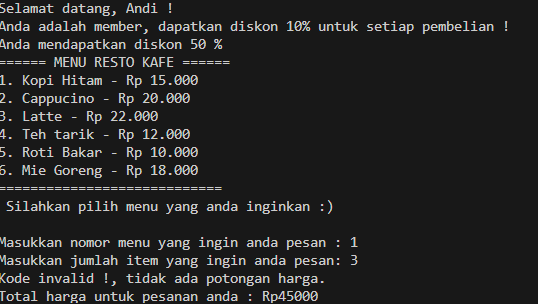 Selamat datang, Andi !
Anda adalah member, dapatkan diskon 10% untuk setiap pembelian !
Anda mendapatkan diskon 50 %
====== MENU RESTO KAFE ======
1. Kopi Hitam - Rp 15.000
2. Cappucino - Rp 20.000
3. Latte - Rp 22.000
4. Teh tarik - Rp 12.000
5. Roti Bakar - Rp 10.000
6. Mie Goreng - Rp 18.000
============================
Silahkan pilih menu yang anda inginkan :)
Masukkan nomor menu yang ingin anda pesan : 1
Masukkan jumlah item yang ingin anda pesan: 3
Kode invalid !, tidak ada potongan harga.
Total harga untuk pesanan anda : Rp45000